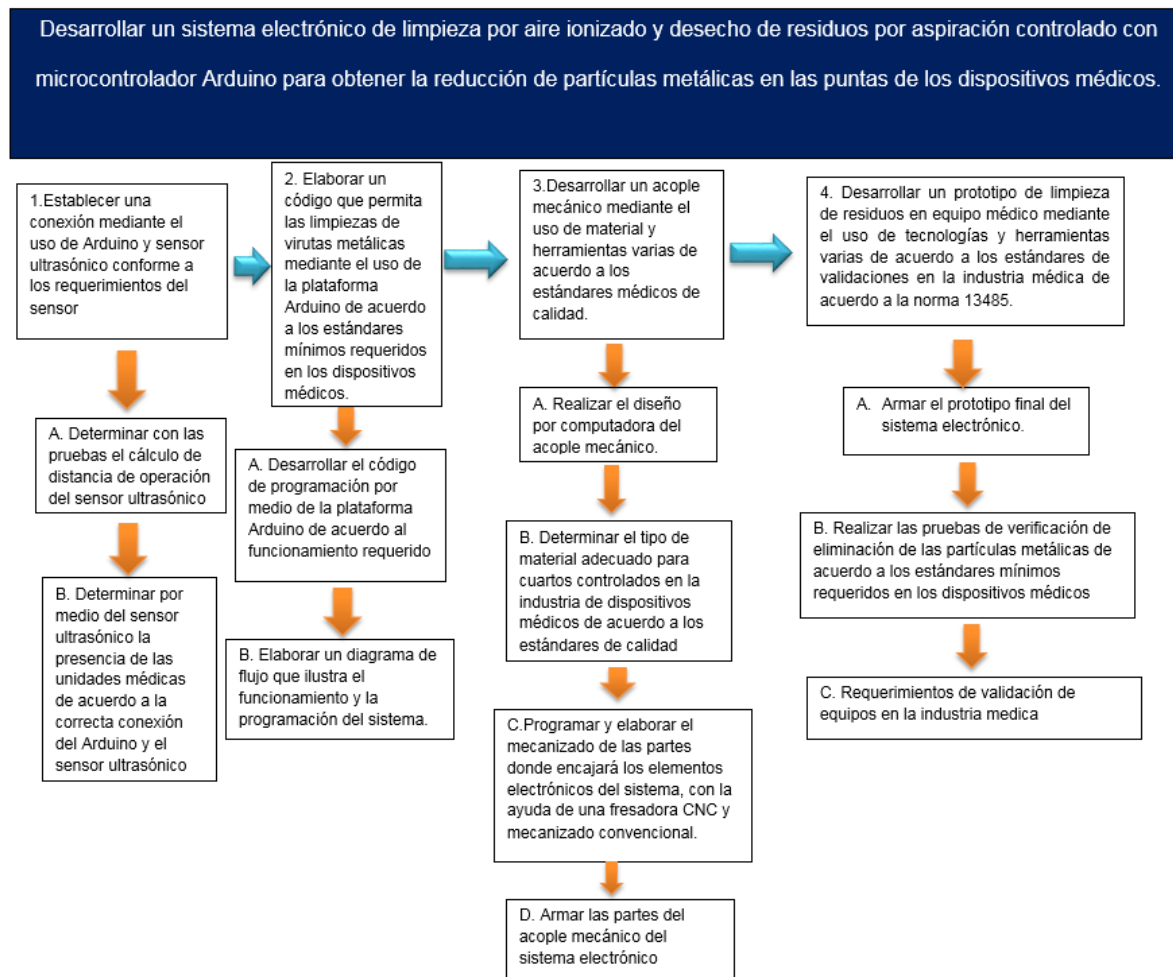 Desarrollar un sistema electrónico de limpieza por aire ionizado y desecho de residuos por aspiración controlado con
microcontrolador Arduino para obtener la reducción de partículas metálicas en las puntas de los dispositivos médicos.
1.Establecer una
conexión mediante el
uso de Arduino y sensor
ultrasónico conforme a
los requerimientos del
sensor
A. Determinar con las
pruebas el cálculo de
distancia de operación
del sensor ultrasónico
B. Determinar por
medio del sensor
ultrasónico la
presencia de las
unidades médicas
de acuerdo a la
correcta conexión
del Arduino y el
sensor ultrasónico
2. Elaborar un
código que permita
las limpiezas de
virutas metálicas
mediante el uso de
la plataforma
Arduino de acuerdo
a los estándares
mínimos requeridos
en los dispositivos
médicos.
A. Desarrollar el código
de programación por
medio de la plataforma
Arduino de acuerdo al
funcionamiento requerido
B. Elaborar un diagrama de
flujo que ilustra el
funcionamiento y la
programación del sistema.
3.Desarrollar un acople
mecánico mediante el
uso de material y
herramientas varias de
acuerdo a los
estándares médicos de
calidad.
A. Realizar el diseño
por computadora del
acople mecánico.
B. Determinar el tipo de
material adecuado para
cuartos controlados en la
industria de dispositivos
médicos de acuerdo a los
estándares de calidad
C.Programar y elaborar el
mecanizado de las partes
donde encajará los elementos
electrónicos del sistema, con la
ayuda de una fresadora CNC y
mecanizado convencional.
D. Armar las partes del
acople mecánico del
sistema electrónico
4. Desarrollar un prototipo de limpieza
de residuos en equipo médico mediante
el uso de tecnologías y herramientas
varias de acuerdo a los estándares de
validaciones en la industria médica de
acuerdo a la norma 13485.
A. Armar el prototipo final del
sistema electrónico.
B. Realizar las pruebas de verificación de
eliminación de las partículas metálicas de
acuerdo a los estándares mínimos
requeridos en los dispositivos médicos
C. Requerimientos de validación de
equipos en la industria medica